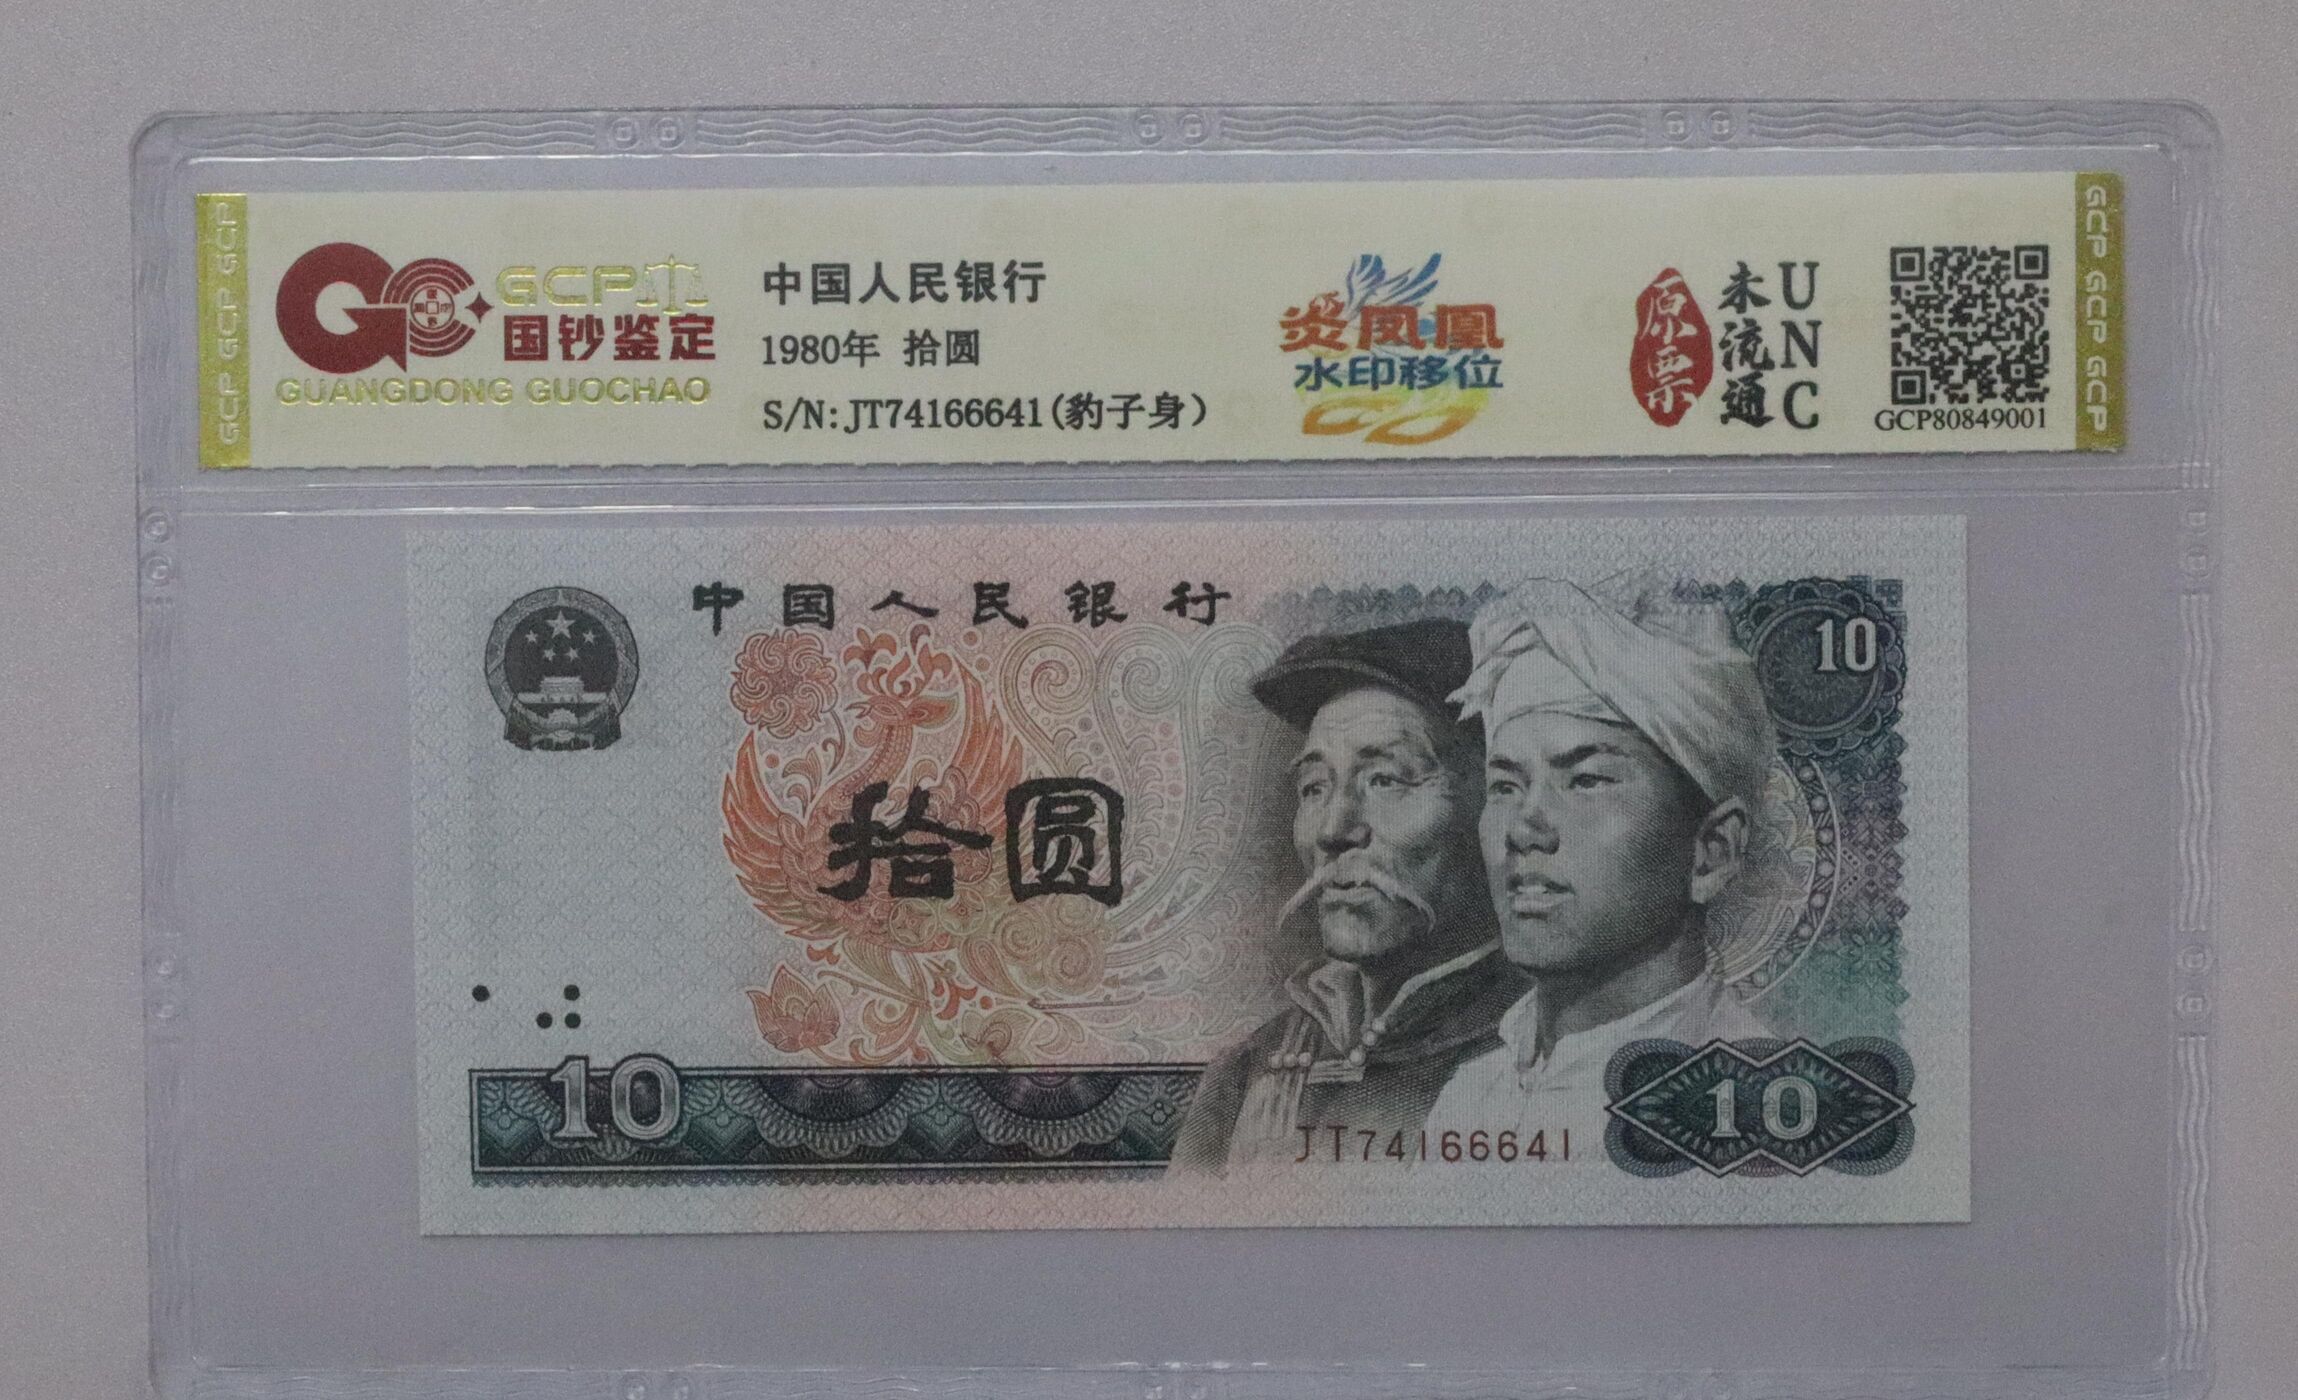 GCP GCP GCP
GCP
国钞鉴定
GUANGDONG GUOCHAO
中国人民银行
1980年 拾圆
S/N:JT74166641(豹子身)
炎凤凰
水印移位
原票
未流通
UNC
GCP80849001
GCP GCP GCP
中国人民银行
10
拾圆
10
10
JT74166641